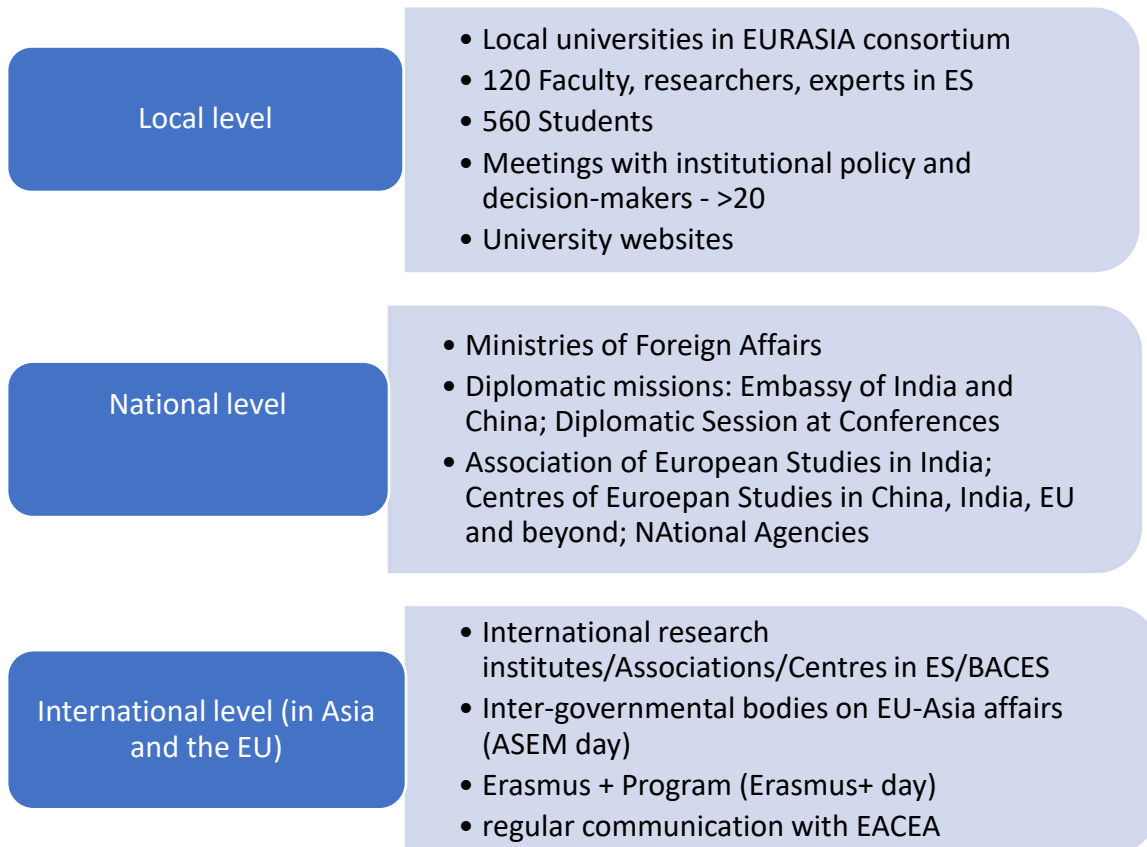 Local level
• Local universities in EURASIA consortium
• 120 Faculty, researchers, experts in ES
• 560 Students
• Meetings with institutional policy and
decision-makers - >20
• University websites
National level
• Ministries of Foreign Affairs
• Diplomatic missions: Embassy of India and
China; Diplomatic Session at Conferences
• Association of European Studies in India;
Centres of Euroepan Studies in China, India, EU
and beyond; NAtional Agencies
International level (in Asia
and the EU)
• International research
institutes/Associations/Centres in ES/BACES
• Inter-governmental bodies on EU-Asia affairs
(ASEM day)
• Erasmus + Program (Erasmus+ day)
• regular communication with EACEA